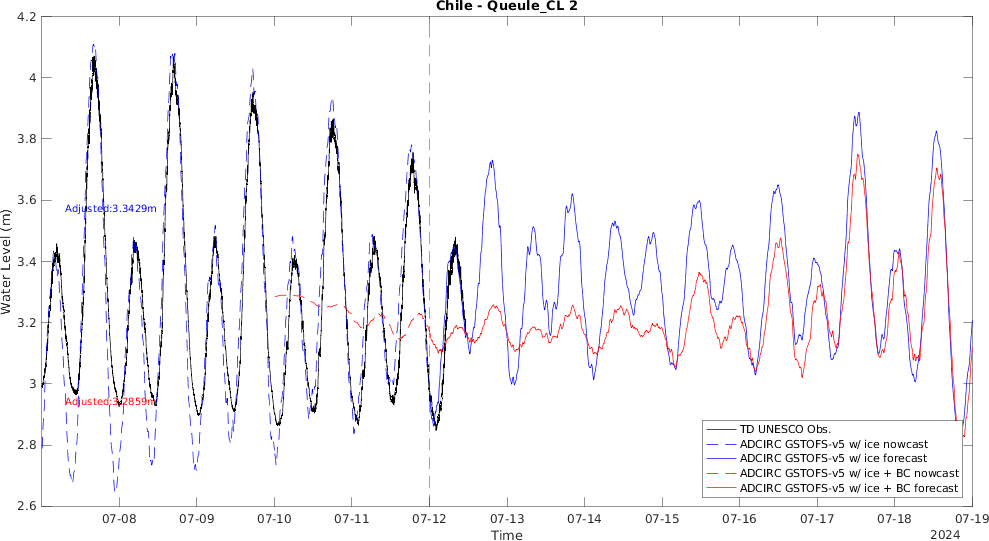 Chile - Queule_CL 2
Water Level (m)
4.2
4
3.8
3.6
3.4
3.2
3
2.8
2.6
Adjusted:3.3429m
Adjusted:3.2859m
TD UNESCO Obs.
ADCIRC GSTOFS-v5 w/ ice nowcast
ADCIRC GSTOFS-v5 w/ ice forecast
ADCIRC GSTOFS-v5 w/ ice + BC nowcast
ADCIRC GSTOFS-v5 w/ ice + BC forecast
07-08 07-09 07-10 07-11 07-12 07-13 07-14 07-15 07-16 07-17 07-18 07-19
Time
2024